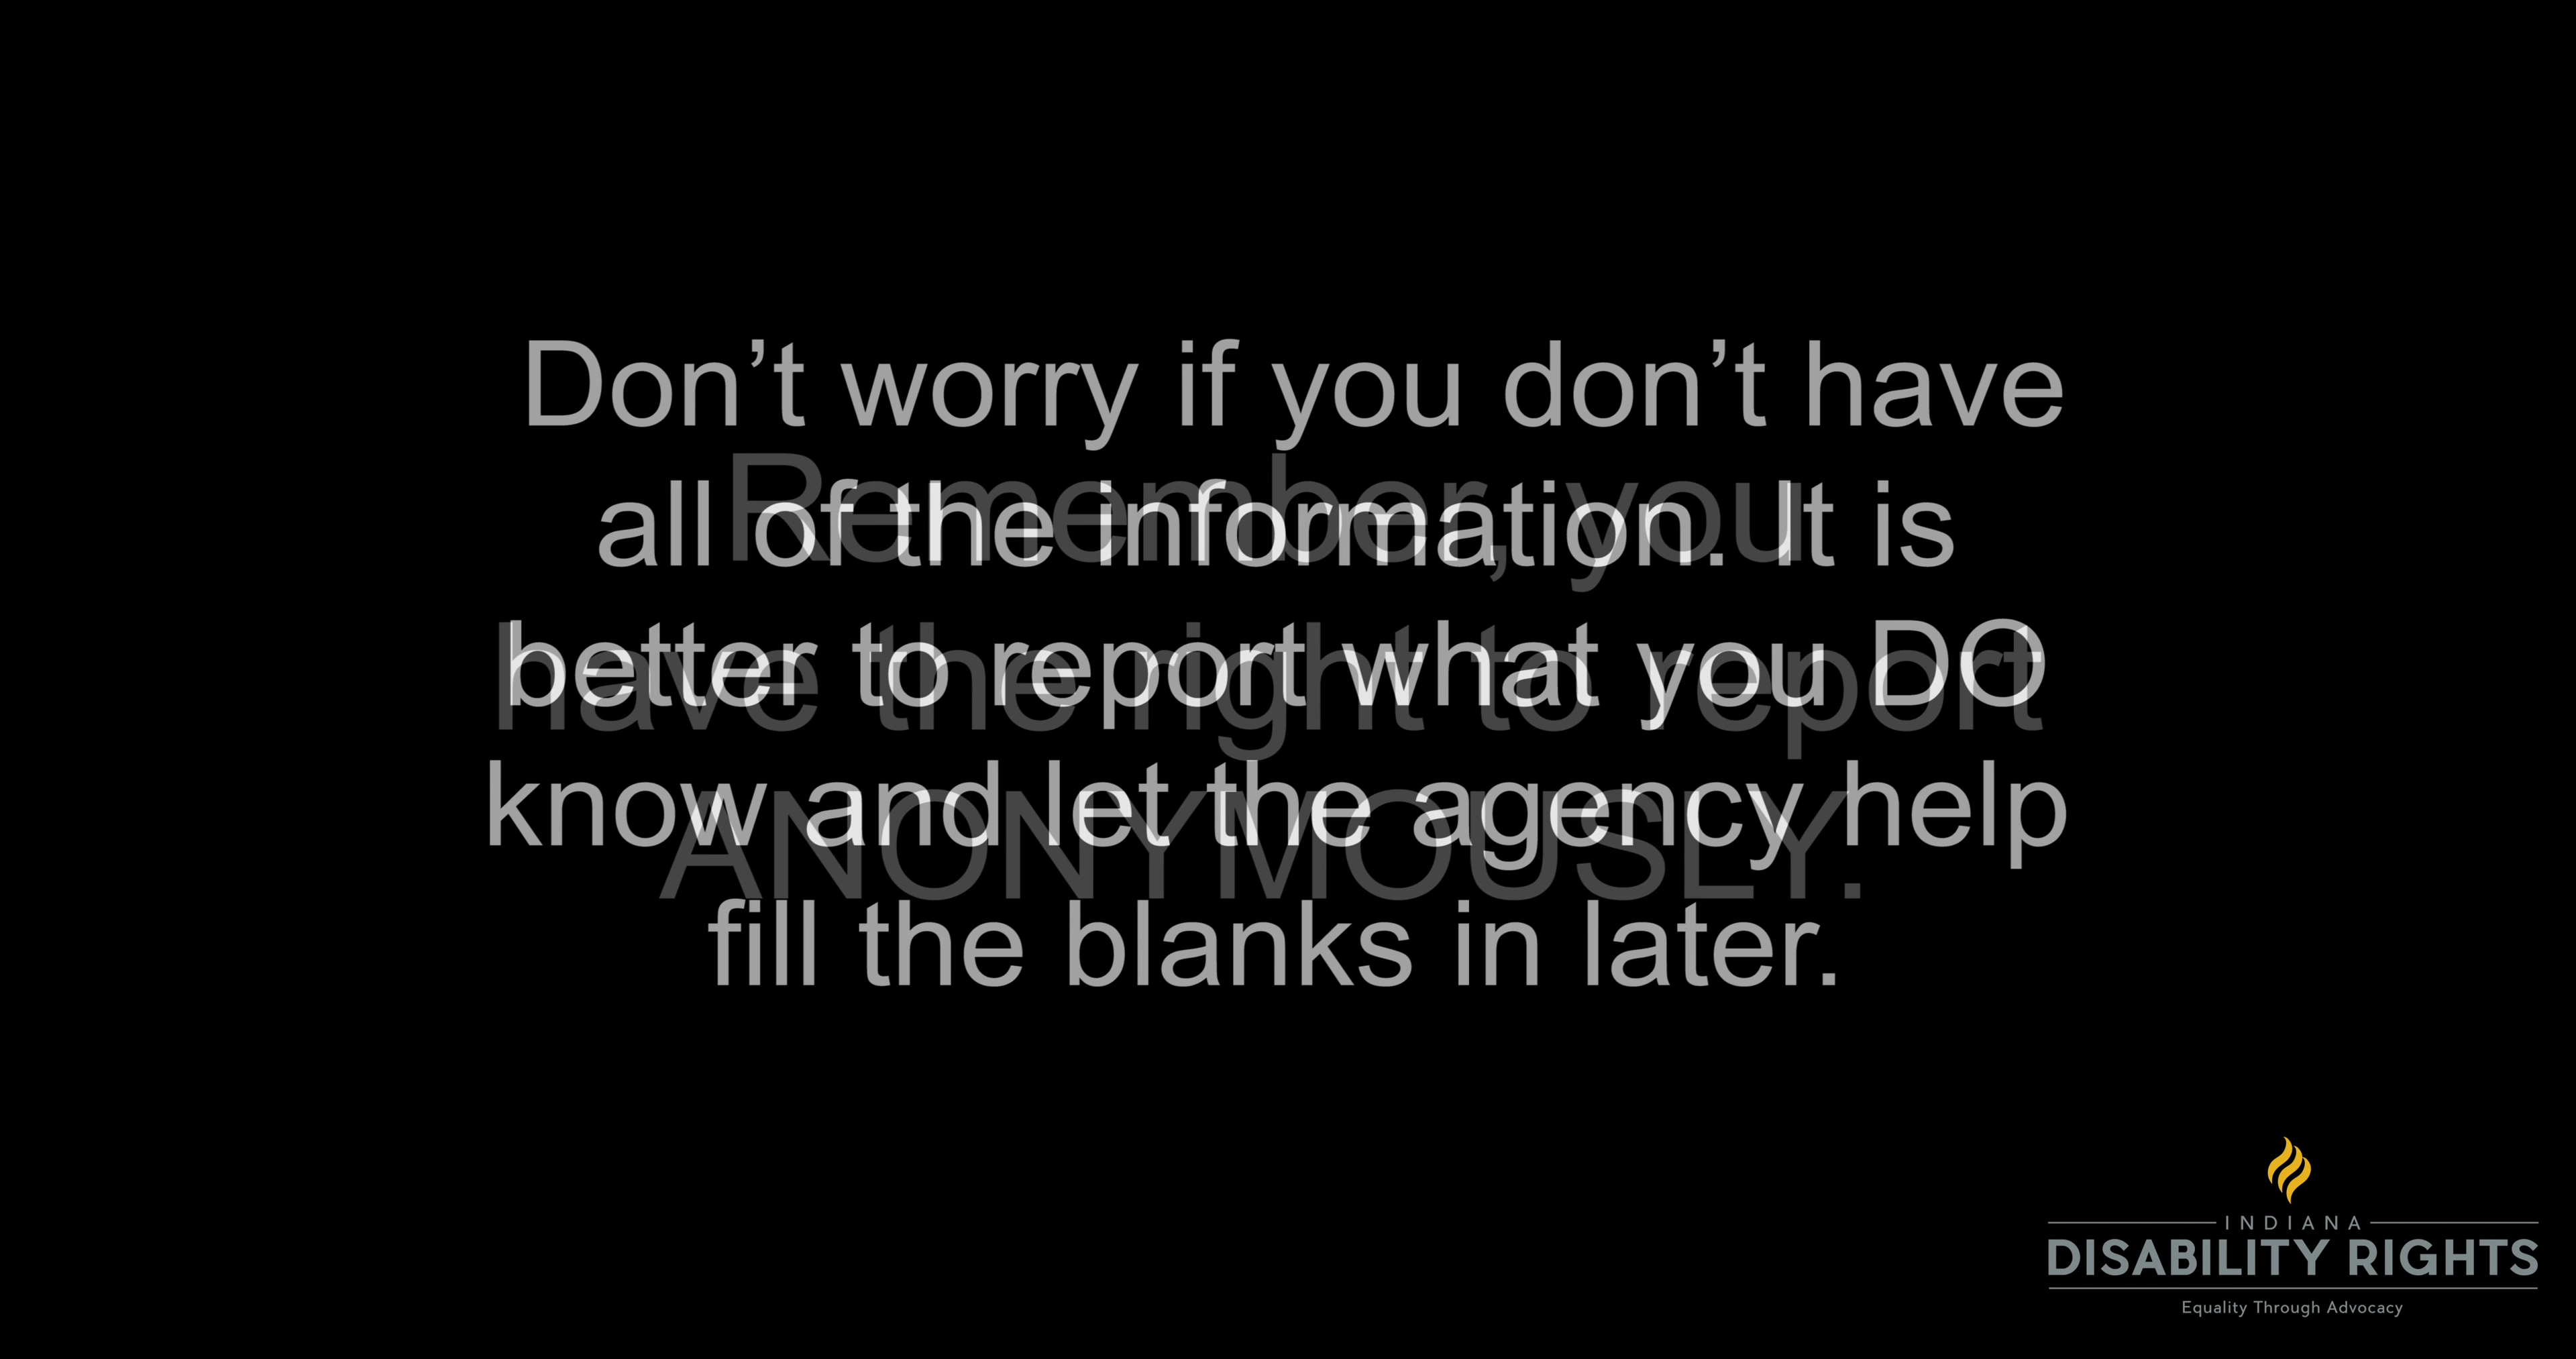 Don’t worry if you don’t have
all of the information. It is
better to report what you DO
know and let the agency help
fill the blanks in later.
Remember, you
have the right to report
ANONYMOUSLY.
INDIANA
DISABILITY RIGHTS
Equality Through Advocacy